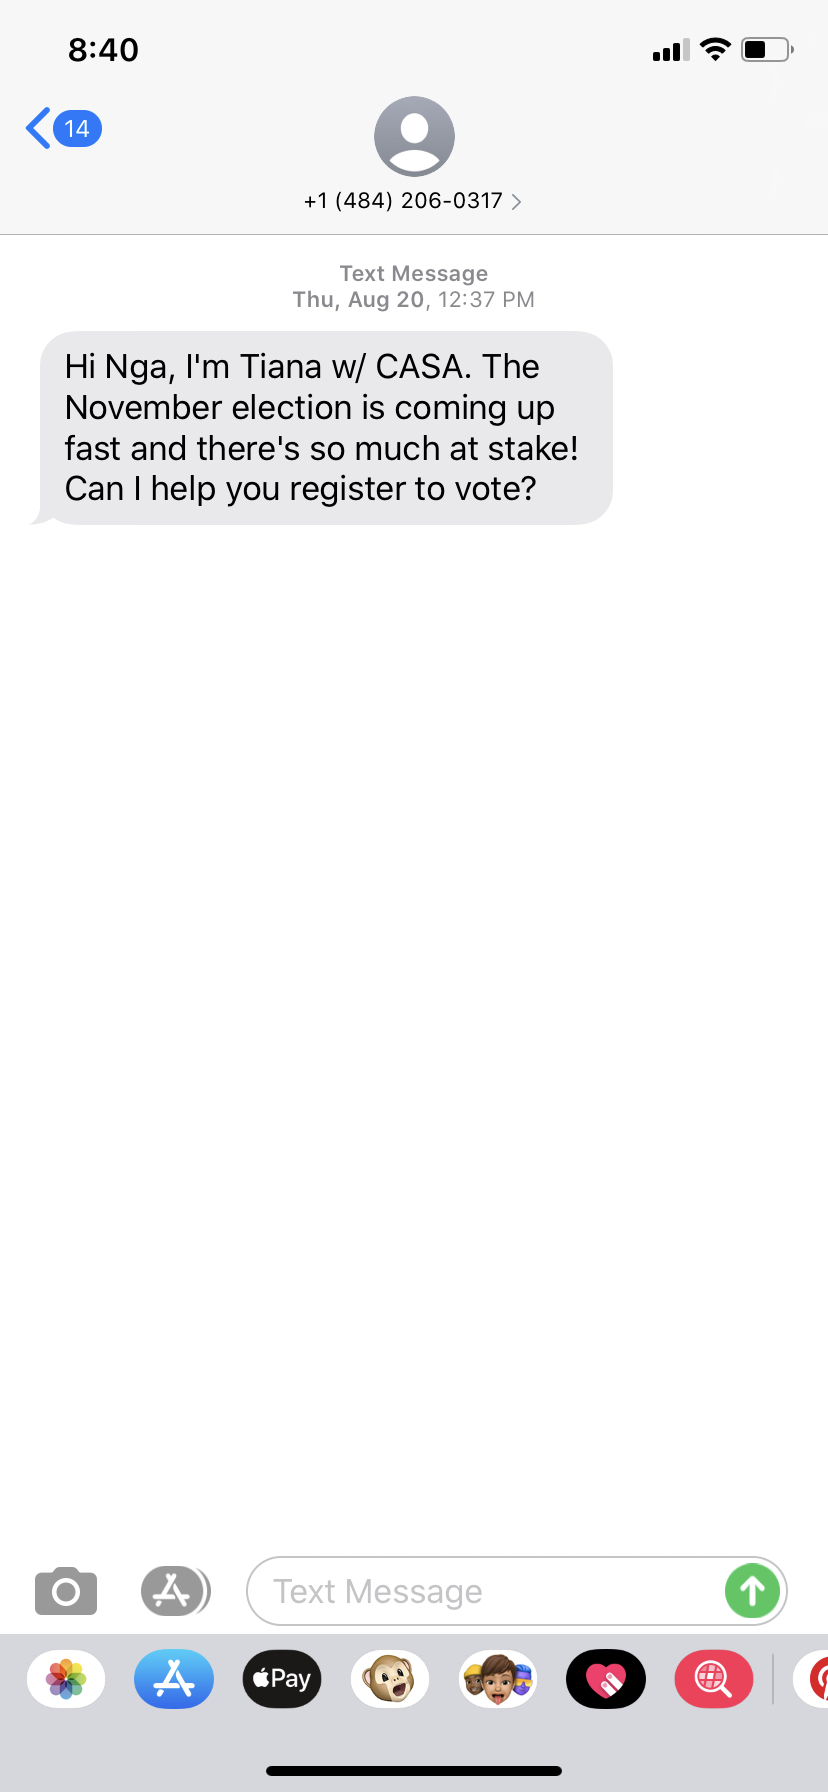 8:40
14
+1 (484) 206-0317
Text Message
Thu, Aug 20, 12:37 PM
Hi Nga, I'm Tiana w/ CASA. The
November election is coming up
fast and there's so much at stake!
Can I help you register to vote?
Text Message
Pay